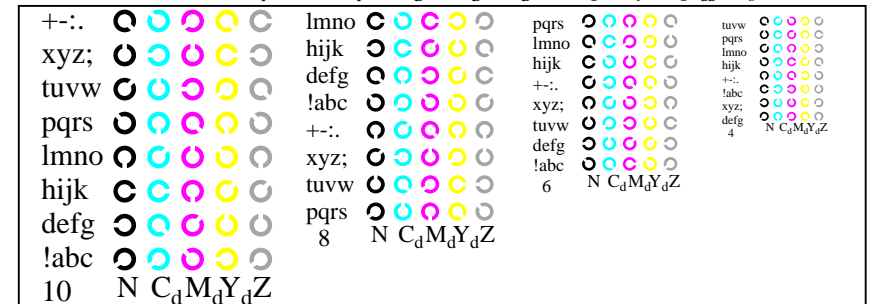 +-:.
xyz;
tuvw
pqrs
lmno
hijk
defg
!abc
10 N CdMdYdZ
lmno
hijk
defg
!abc
+-:.
xyz;
tuvw
pqrs
8 N CdMdYdZ
pqrs
lmno
hijk
+-:.
xyz;
tuvw
defg
!abc
6 N CdMdYdZ
tuvw
pqrs
lmno
hijk
+-:.
!abc
xyz;
defg
4 N CdMdYdZ